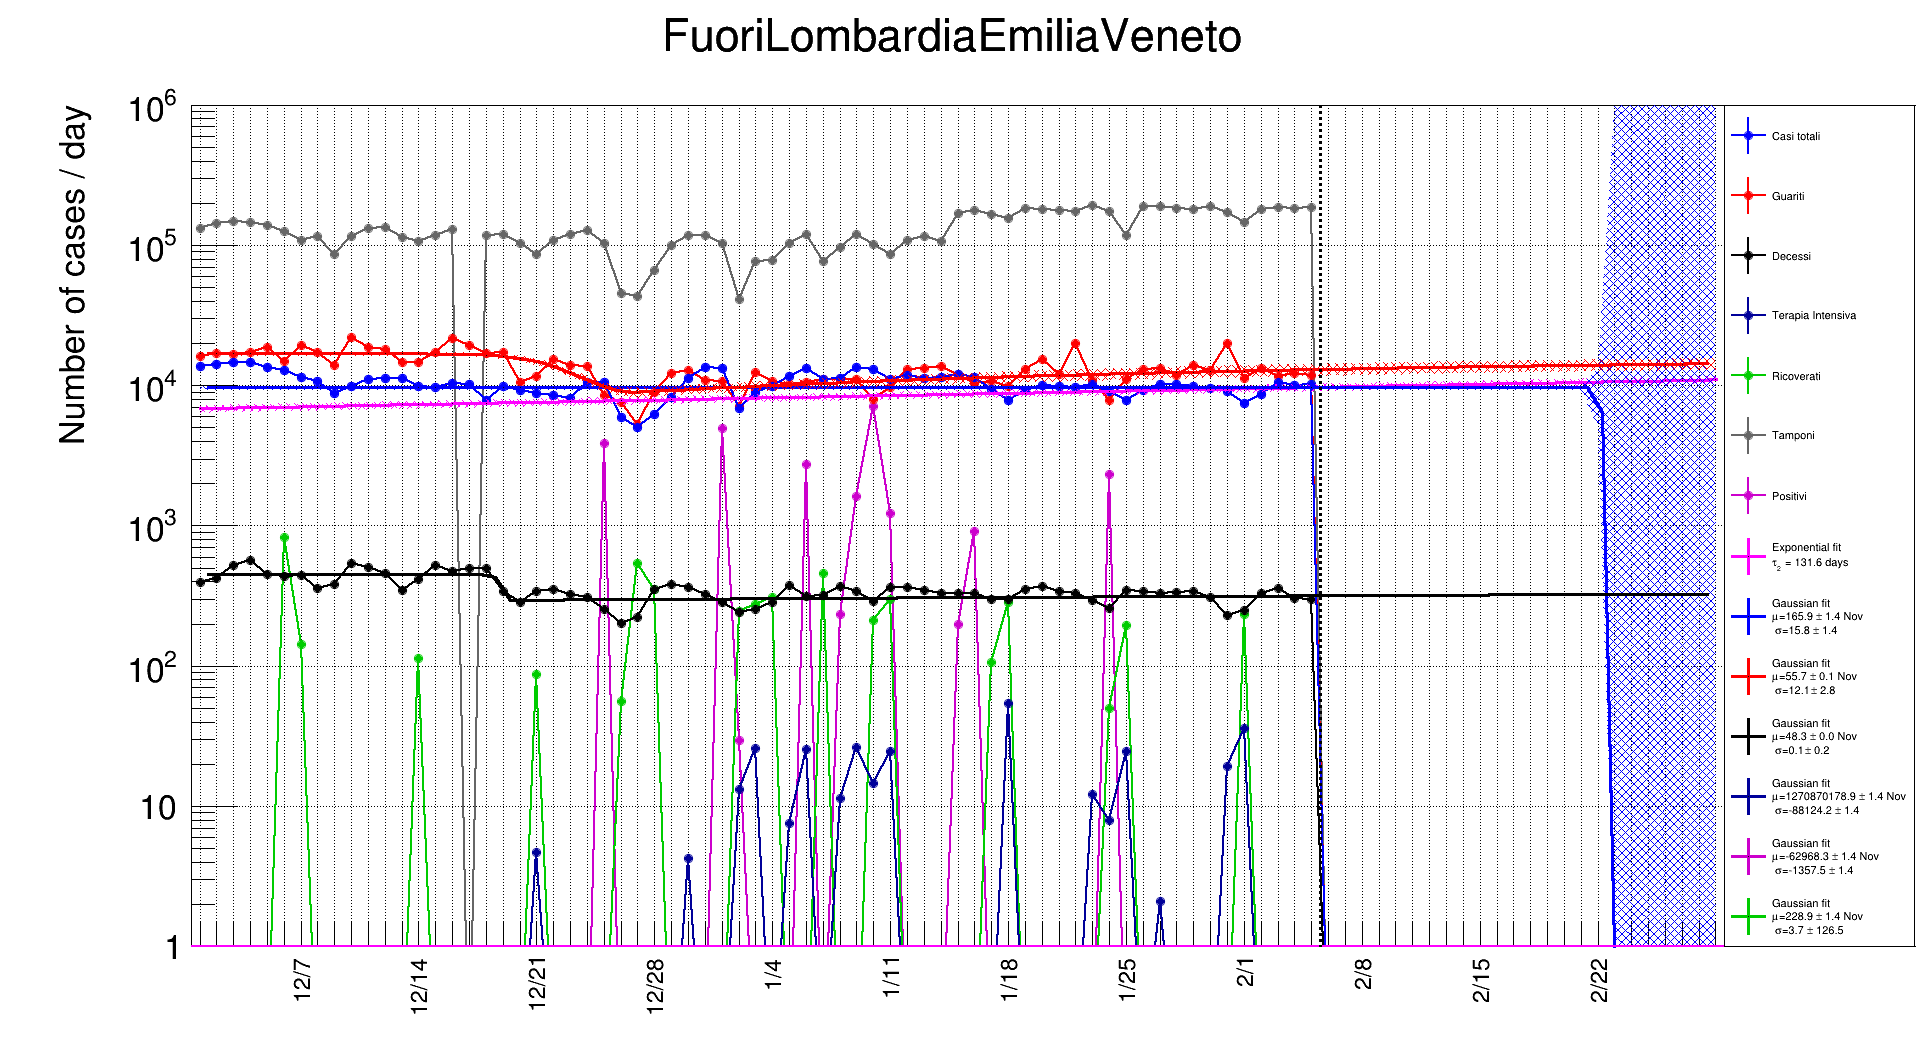 FuoriLombardiaEmiliaVeneto
Number of cases / day
10^6
10^5
10^4
10^3
10^2
10
1
12/7
12/14
12/21
12/28
1/4
1/11
1/18
1/25
2/1
2/8
2/15
2/22
Casi totali
Guariti
Decessi
Terapia Intensiva
Ricoverati
Tamponi
Positivi
Exponential fit
τ_2 = 131.6 days
Gaussian fit
μ=165.9 ± 1.4 Nov
σ=15.8 ± 1.4
Gaussian fit
μ=55.7 ± 0.1 Nov
σ=12.1 ± 2.8
Gaussian fit
μ=48.3 ± 0.0 Nov
σ=0.1 ± 0.2
Gaussian fit
μ=1270870178.9 ± 1.4 Nov
σ=-88124.2 ± 1.4
Gaussian fit
μ=-62968.3 ± 1.4 Nov
σ=-1357.5 ± 1.4
Gaussian fit
μ=228.9 ± 1.4 Nov
σ=3.7 ± 126.5